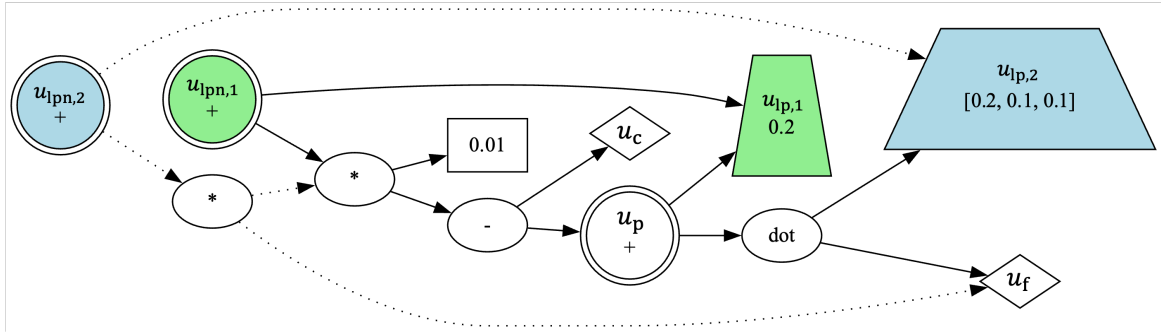 u_lpn,2
+
u_lpn,1
+
*
*
0.01
-
u_c
u_p
+
u_lp,1
0.2
dot
u_lp,2
[0.2, 0.1, 0.1]
u_f